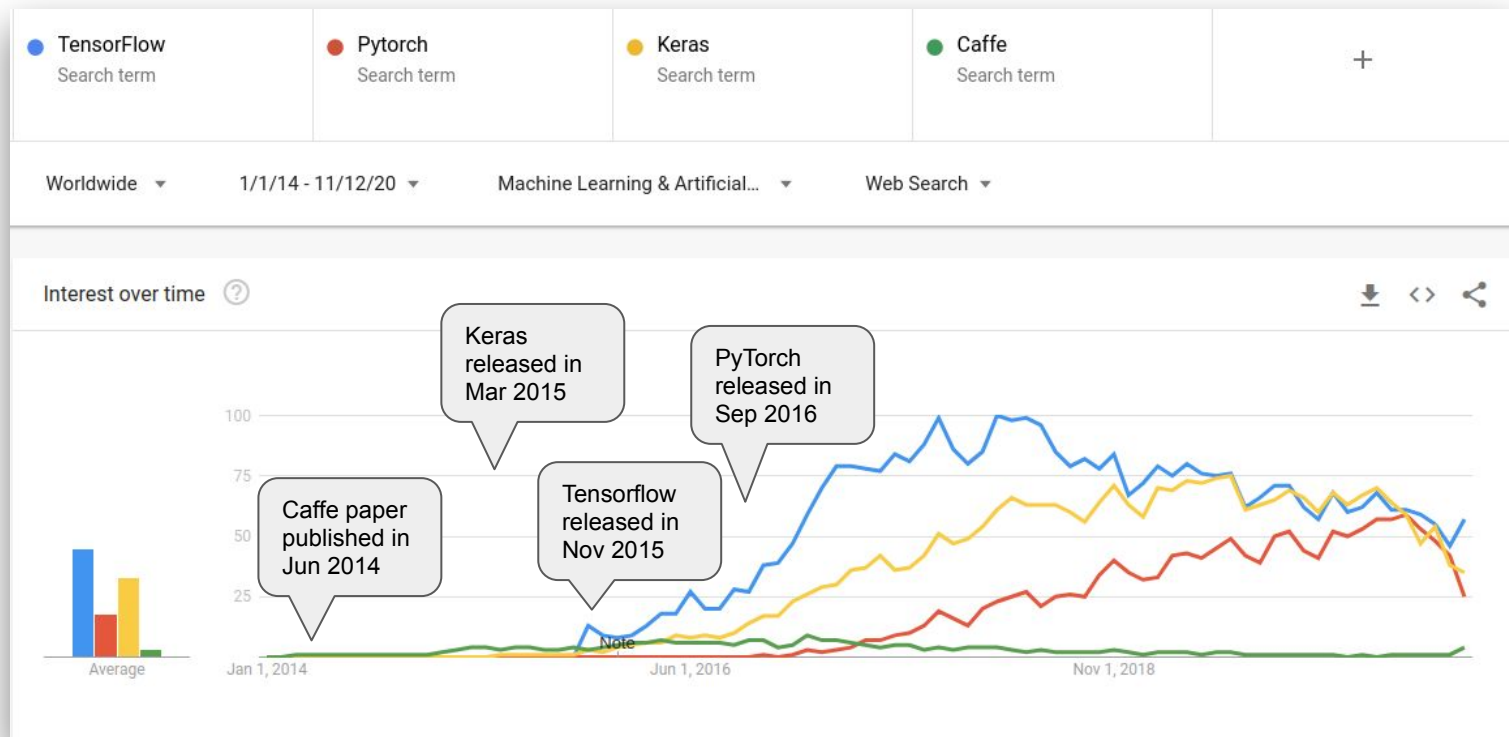 TensorFlow
Search term
Pytorch
Search term
Keras
Search term
Caffe
Search term
+
Worldwide
1/1/14 - 11/12/20
Machine Learning & Artificial...
Web Search
Interest over time
?
Keras
released in
Mar 2015
PyTorch
released in
Sep 2016
Caffe paper
published in
Jun 2014
Tensorflow
released in
Nov 2015
100
75
50
25
Note
Average
Jan 1, 2014
Jun 1, 2016
Nov 1, 2018